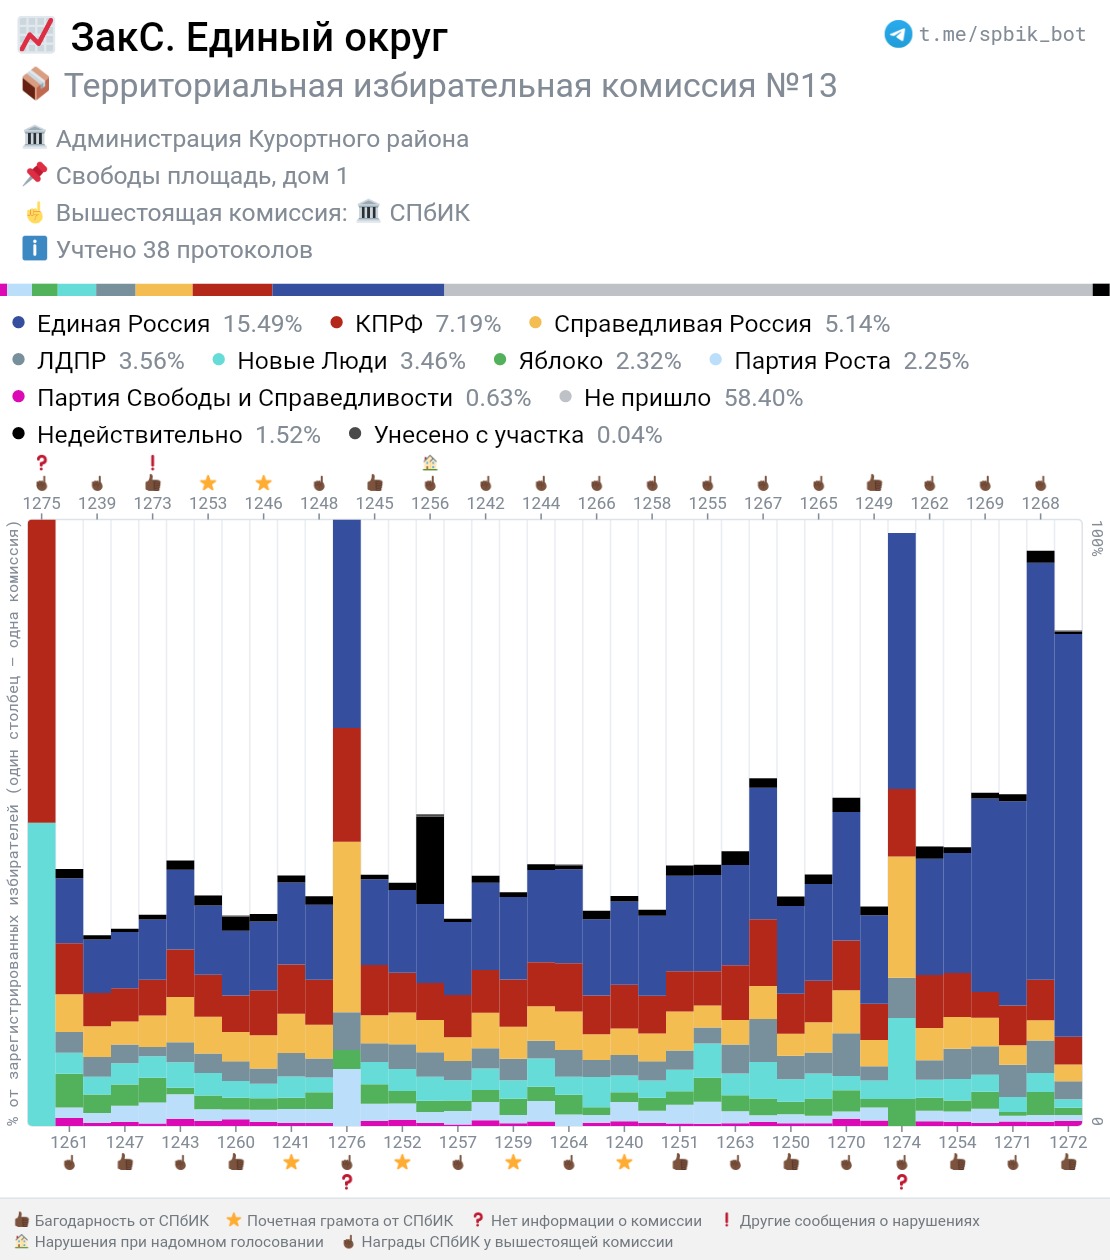 ЗакС. Единый округ
t.me/spbik_bot
Территориальная избирательная комиссия №13
Администрация Курортного района
Свободы площадь, дом 1
Вышестоящая комиссия: СПбИК
Учтено 38 протоколов
Единая Россия 15.49% КПРФ 7.19% Справедливая Россия 5.14%
ЛДПР 3.56% Новые Люди 3.46% Яблоко 2.32% Партия Роста 2.25%
Партия Свободы и Справедливости 0.63% Не пришло 58.40%
Недействительно 1.52% Унесено с участка 0.04%
1275 1239 1273 1253 1246 1248 1245 1256 1242 1244 1266 1258 1255 1267 1265 1249 1262 1269 1268
% от зарегистрированных избирателей (один столбец – одна комиссия)
100%
0
1261 1247 1243 1260 1241 1276 1252 1257 1259 1264 1240 1251 1263 1250 1270 1274 1254 1271 1272
Багодарность от СПбИК Почетная грамота от СПбИК Нет информации о комиссии Другие сообщения о нарушениях
Нарушения при надомном голосовании Награды СПбИК у вышестоящей комиссии